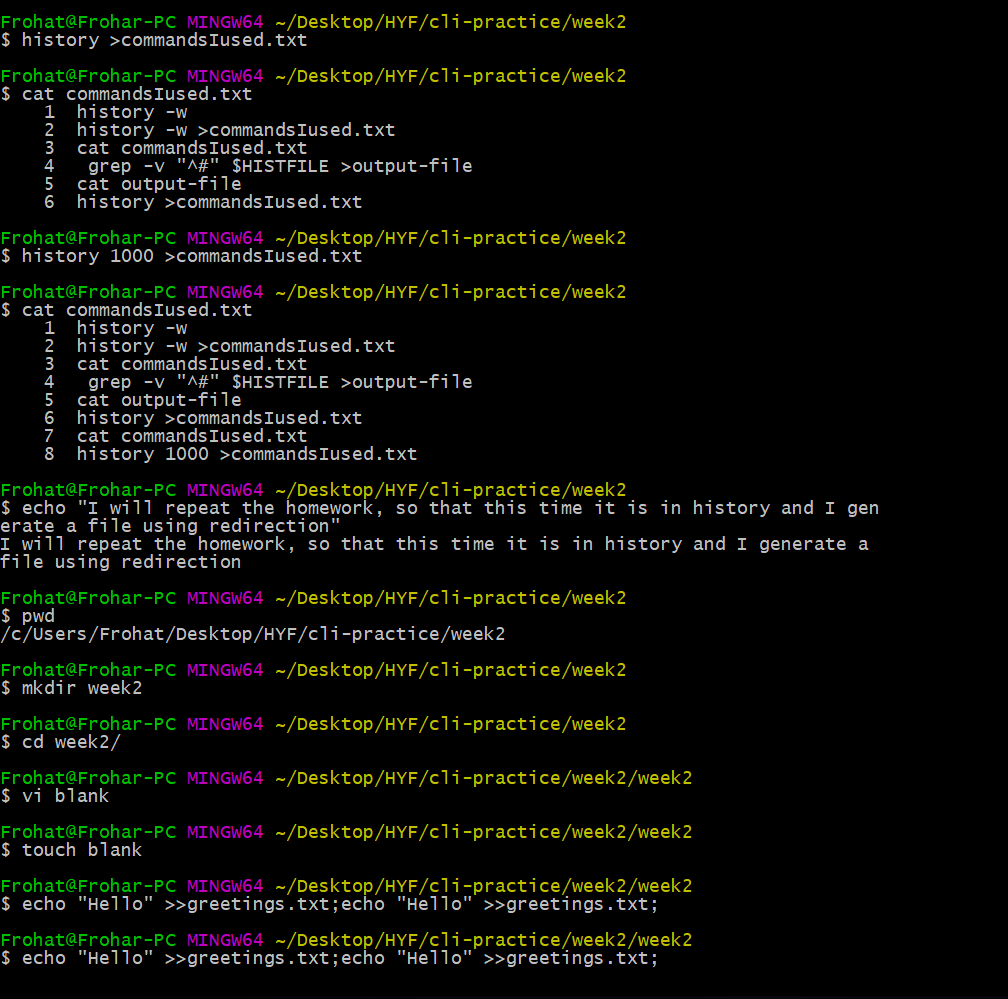 Frohat@Frohar-PC MINGW64 ~/Desktop/HYF/cli-practice/week2
$ history >commandsIused.txt
Frohat@Frohar-PC MINGW64 ~/Desktop/HYF/cli-practice/week2
$ cat commandsIused.txt
    1  history -w
    2  history -w >commandsIused.txt
    3  cat commandsIused.txt
    4   grep -v "^#" $HISTFILE >output-file
    5  cat output-file
    6  history >commandsIused.txt
Frohat@Frohar-PC MINGW64 ~/Desktop/HYF/cli-practice/week2
$ history 1000 >commandsIused.txt
Frohat@Frohar-PC MINGW64 ~/Desktop/HYF/cli-practice/week2
$ cat commandsIused.txt
    1  history -w
    2  history -w >commandsIused.txt
    3  cat commandsIused.txt
    4   grep -v "^#" $HISTFILE >output-file
    5  cat output-file
    6  history >commandsIused.txt
    7  cat commandsIused.txt
    8  history 1000 >commandsIused.txt
Frohat@Frohar-PC MINGW64 ~/Desktop/HYF/cli-practice/week2
$ echo "I will repeat the homework, so that this time it is in history and I gen
erate a file using redirection"
I will repeat the homework, so that this time it is in history and I generate a
file using redirection
Frohat@Frohar-PC MINGW64 ~/Desktop/HYF/cli-practice/week2
$ pwd
/c/Users/Frohat/Desktop/HYF/cli-practice/week2
Frohat@Frohar-PC MINGW64 ~/Desktop/HYF/cli-practice/week2
$ mkdir week2
Frohat@Frohar-PC MINGW64 ~/Desktop/HYF/cli-practice/week2
$ cd week2/
Frohat@Frohar-PC MINGW64 ~/Desktop/HYF/cli-practice/week2/week2
$ vi blank
Frohat@Frohar-PC MINGW64 ~/Desktop/HYF/cli-practice/week2/week2
$ touch blank
Frohat@Frohar-PC MINGW64 ~/Desktop/HYF/cli-practice/week2/week2
$ echo "Hello" >>greetings.txt;echo "Hello" >>greetings.txt;
Frohat@Frohar-PC MINGW64 ~/Desktop/HYF/cli-practice/week2/week2
$ echo "Hello" >>greetings.txt;echo "Hello" >>greetings.txt;